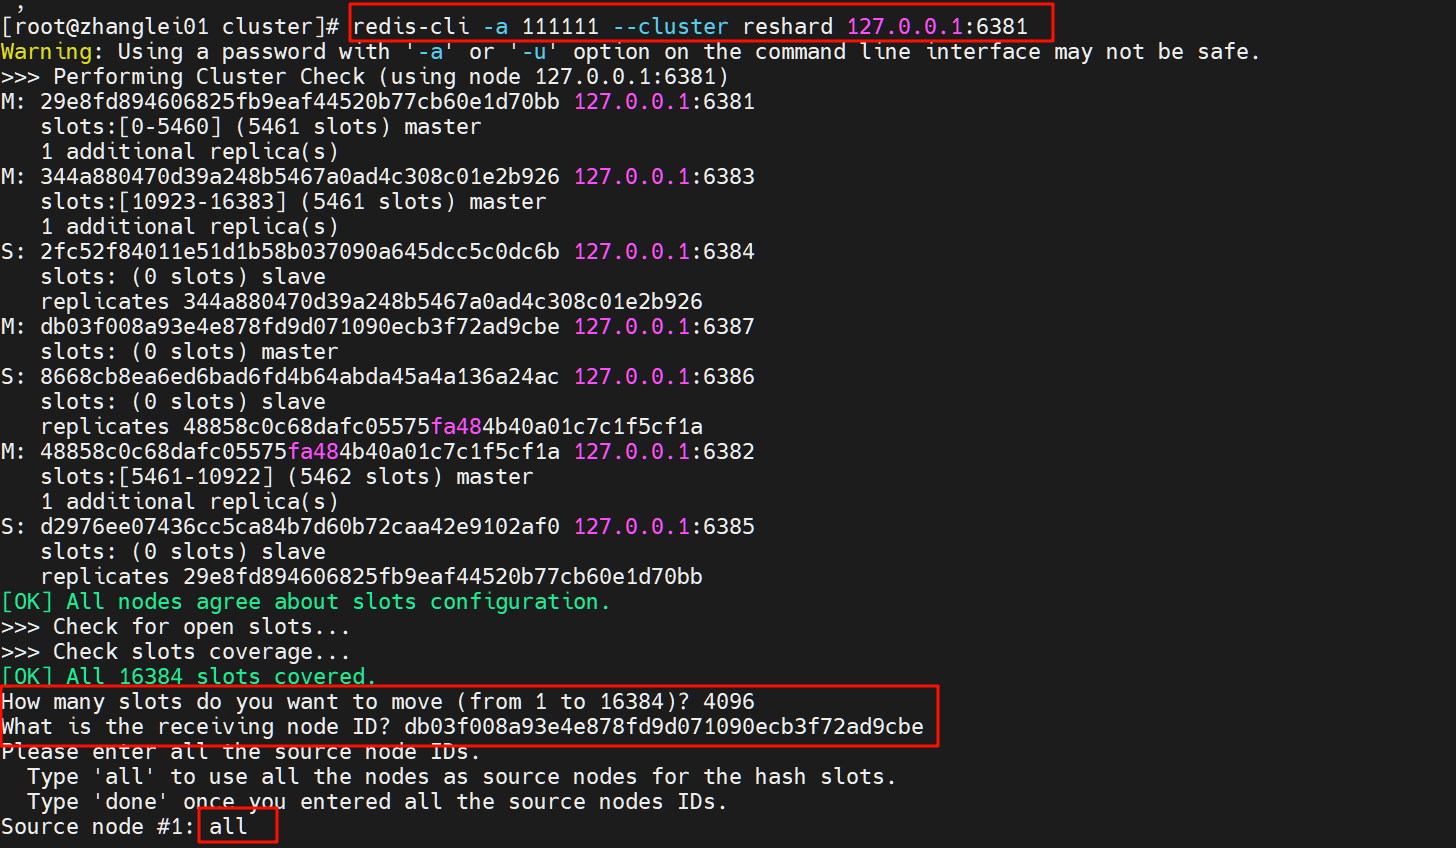 ,
[root@zhanglei01 cluster]# redis-cli -a 111111 --cluster reshard 127.0.0.1:6381
Warning: Using a password with '-a' or '-u' option on the command line interface may not be safe.
>>> Performing Cluster Check (using node 127.0.0.1:6381)
M: 29e8fd894606825fb9eaf44520b77cb60e1d70bb 127.0.0.1:6381
   slots:[0-5460] (5461 slots) master
   1 additional replica(s)
M: 344a880470d39a248b5467a0ad4c308c01e2b926 127.0.0.1:6383
   slots:[10923-16383] (5461 slots) master
   1 additional replica(s)
S: 2fc52f84011e51d1b58b037090a645dcc5c0dc6b 127.0.0.1:6384
   slots: (0 slots) slave
   replicates 344a880470d39a248b5467a0ad4c308c01e2b926
M: db03f008a93e4e878fd9d071090ecb3f72ad9cbe 127.0.0.1:6387
   slots: (0 slots) master
S: 8668cb8ea6ed6bad6fd4b64abda45a4a136a24ac 127.0.0.1:6386
   slots: (0 slots) slave
   replicates 48858c0c68dafc05575fa484b40a01c7c1f5cf1a
M: 48858c0c68dafc05575fa484b40a01c7c1f5cf1a 127.0.0.1:6382
   slots:[5461-10922] (5462 slots) master
   1 additional replica(s)
S: d2976ee07436cc5ca84b7d60b72caa42e9102af0 127.0.0.1:6385
   slots: (0 slots) slave
   replicates 29e8fd894606825fb9eaf44520b77cb60e1d70bb
[OK] All nodes agree about slots configuration.
>>> Check for open slots...
>>> Check slots coverage...
[OK] All 16384 slots covered.
How many slots do you want to move (from 1 to 16384)? 4096
What is the receiving node ID? db03f008a93e4e878fd9d071090ecb3f72ad9cbe
Please enter all the source node IDs.
  Type 'all' to use all the nodes as source nodes for the hash slots.
  Type 'done' once you entered all the source nodes IDs.
Source node #1: all